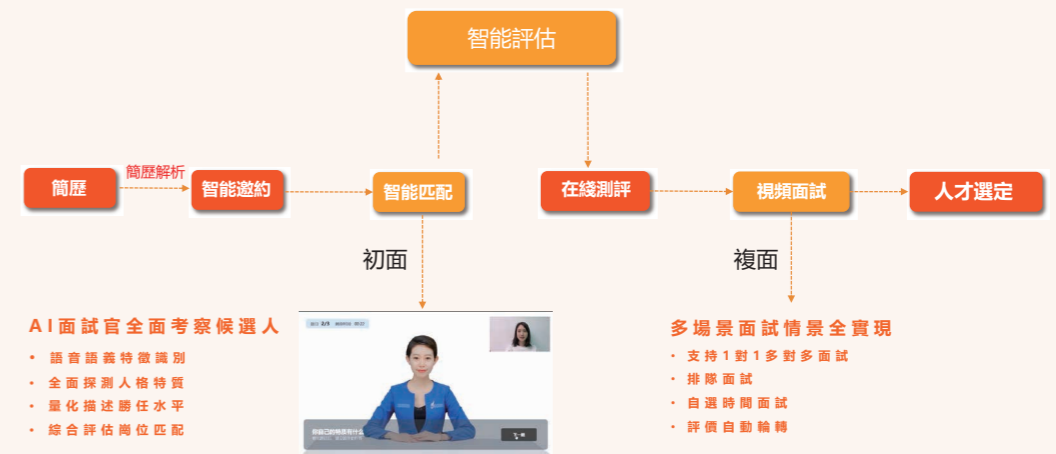 智能評估
簡歷
簡歷解析
智能邀約
智能匹配
在綫測評
視頻面試
人才選定
初面
複面
AI面試官全面考察候選人
• 語音語義特徵識別
• 全面探測人格特質
• 量化描述勝任水平
• 綜合評估崗位匹配
2/3
多場景面試情景全實現
• 支持1對1多對多面試
• 排隊面試
• 自選時間面試
• 評價自動輪轉